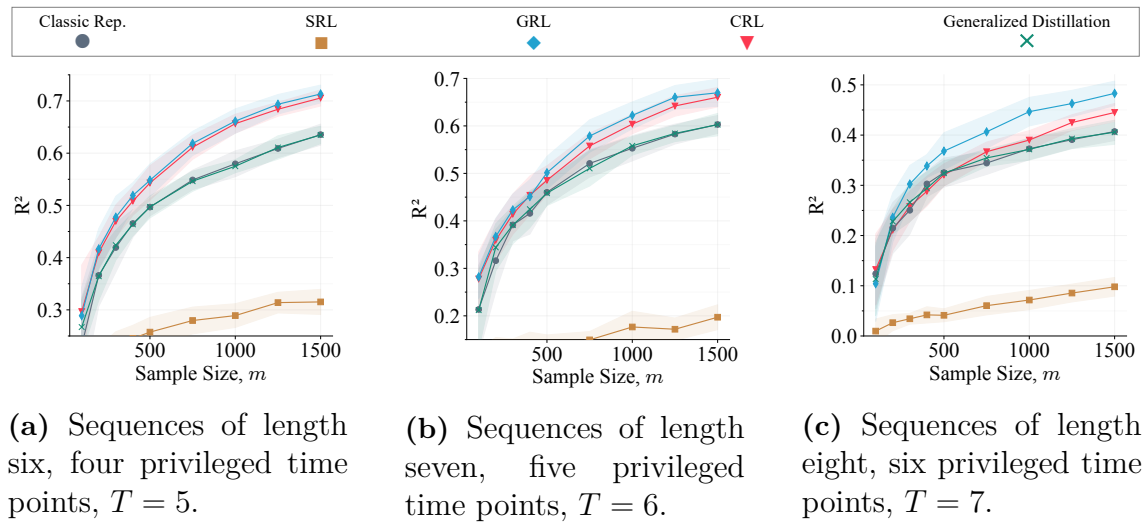 Classic Rep. SRL GRL CRL Generalized Distillation
0.7
0.6
0.5
0.4
0.3
R²
500 1000 1500
Sample Size, m
(a) Sequences of length
six, four privileged time
points, T = 5.
0.7
0.6
0.5
0.4
0.3
0.2
R²
500 1000 1500
Sample Size, m
(b) Sequences of length
seven, five privileged
time points, T = 6.
0.5
0.4
0.3
0.2
0.1
0.0
R²
500 1000 1500
Sample Size, m
(c) Sequences of length
eight, six privileged time
points, T = 7.